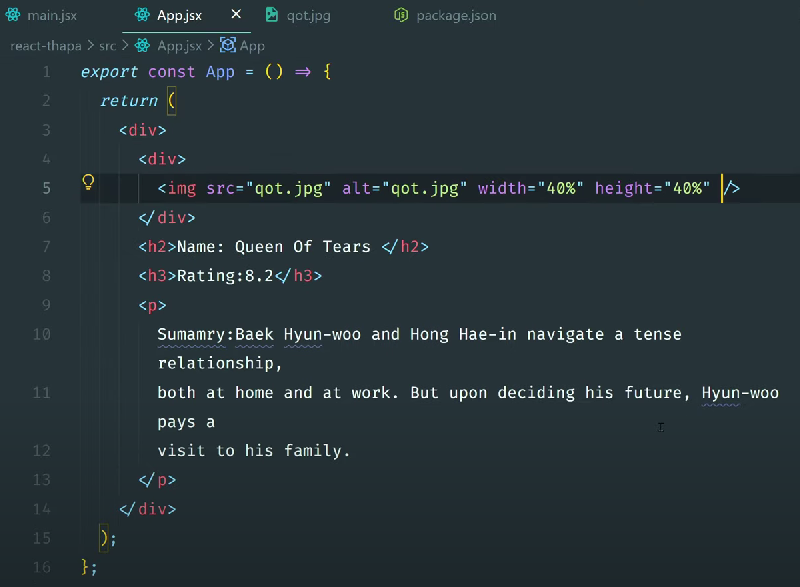 main.jsx App.jsx × qot.jpg package.json
react-thapa > src > App.jsx > App
1 export const App = () => {
2 return (
3 <div>
4 <div>
5 <img src="qot.jpg" alt="qot.jpg" width="40%" height="40%" />
6 </div>
7 <h2>Name: Queen Of Tears </h2>
8 <h3>Rating:8.2</h3>
9 <p>
10 Sumamry:Baek Hyun-woo and Hong Hae-in navigate a tense
relationship,
11 both at home and at work. But upon deciding his future, Hyun-woo
pays a
12 visit to his family.
13 </p>
14 </div>
15 );
16 };